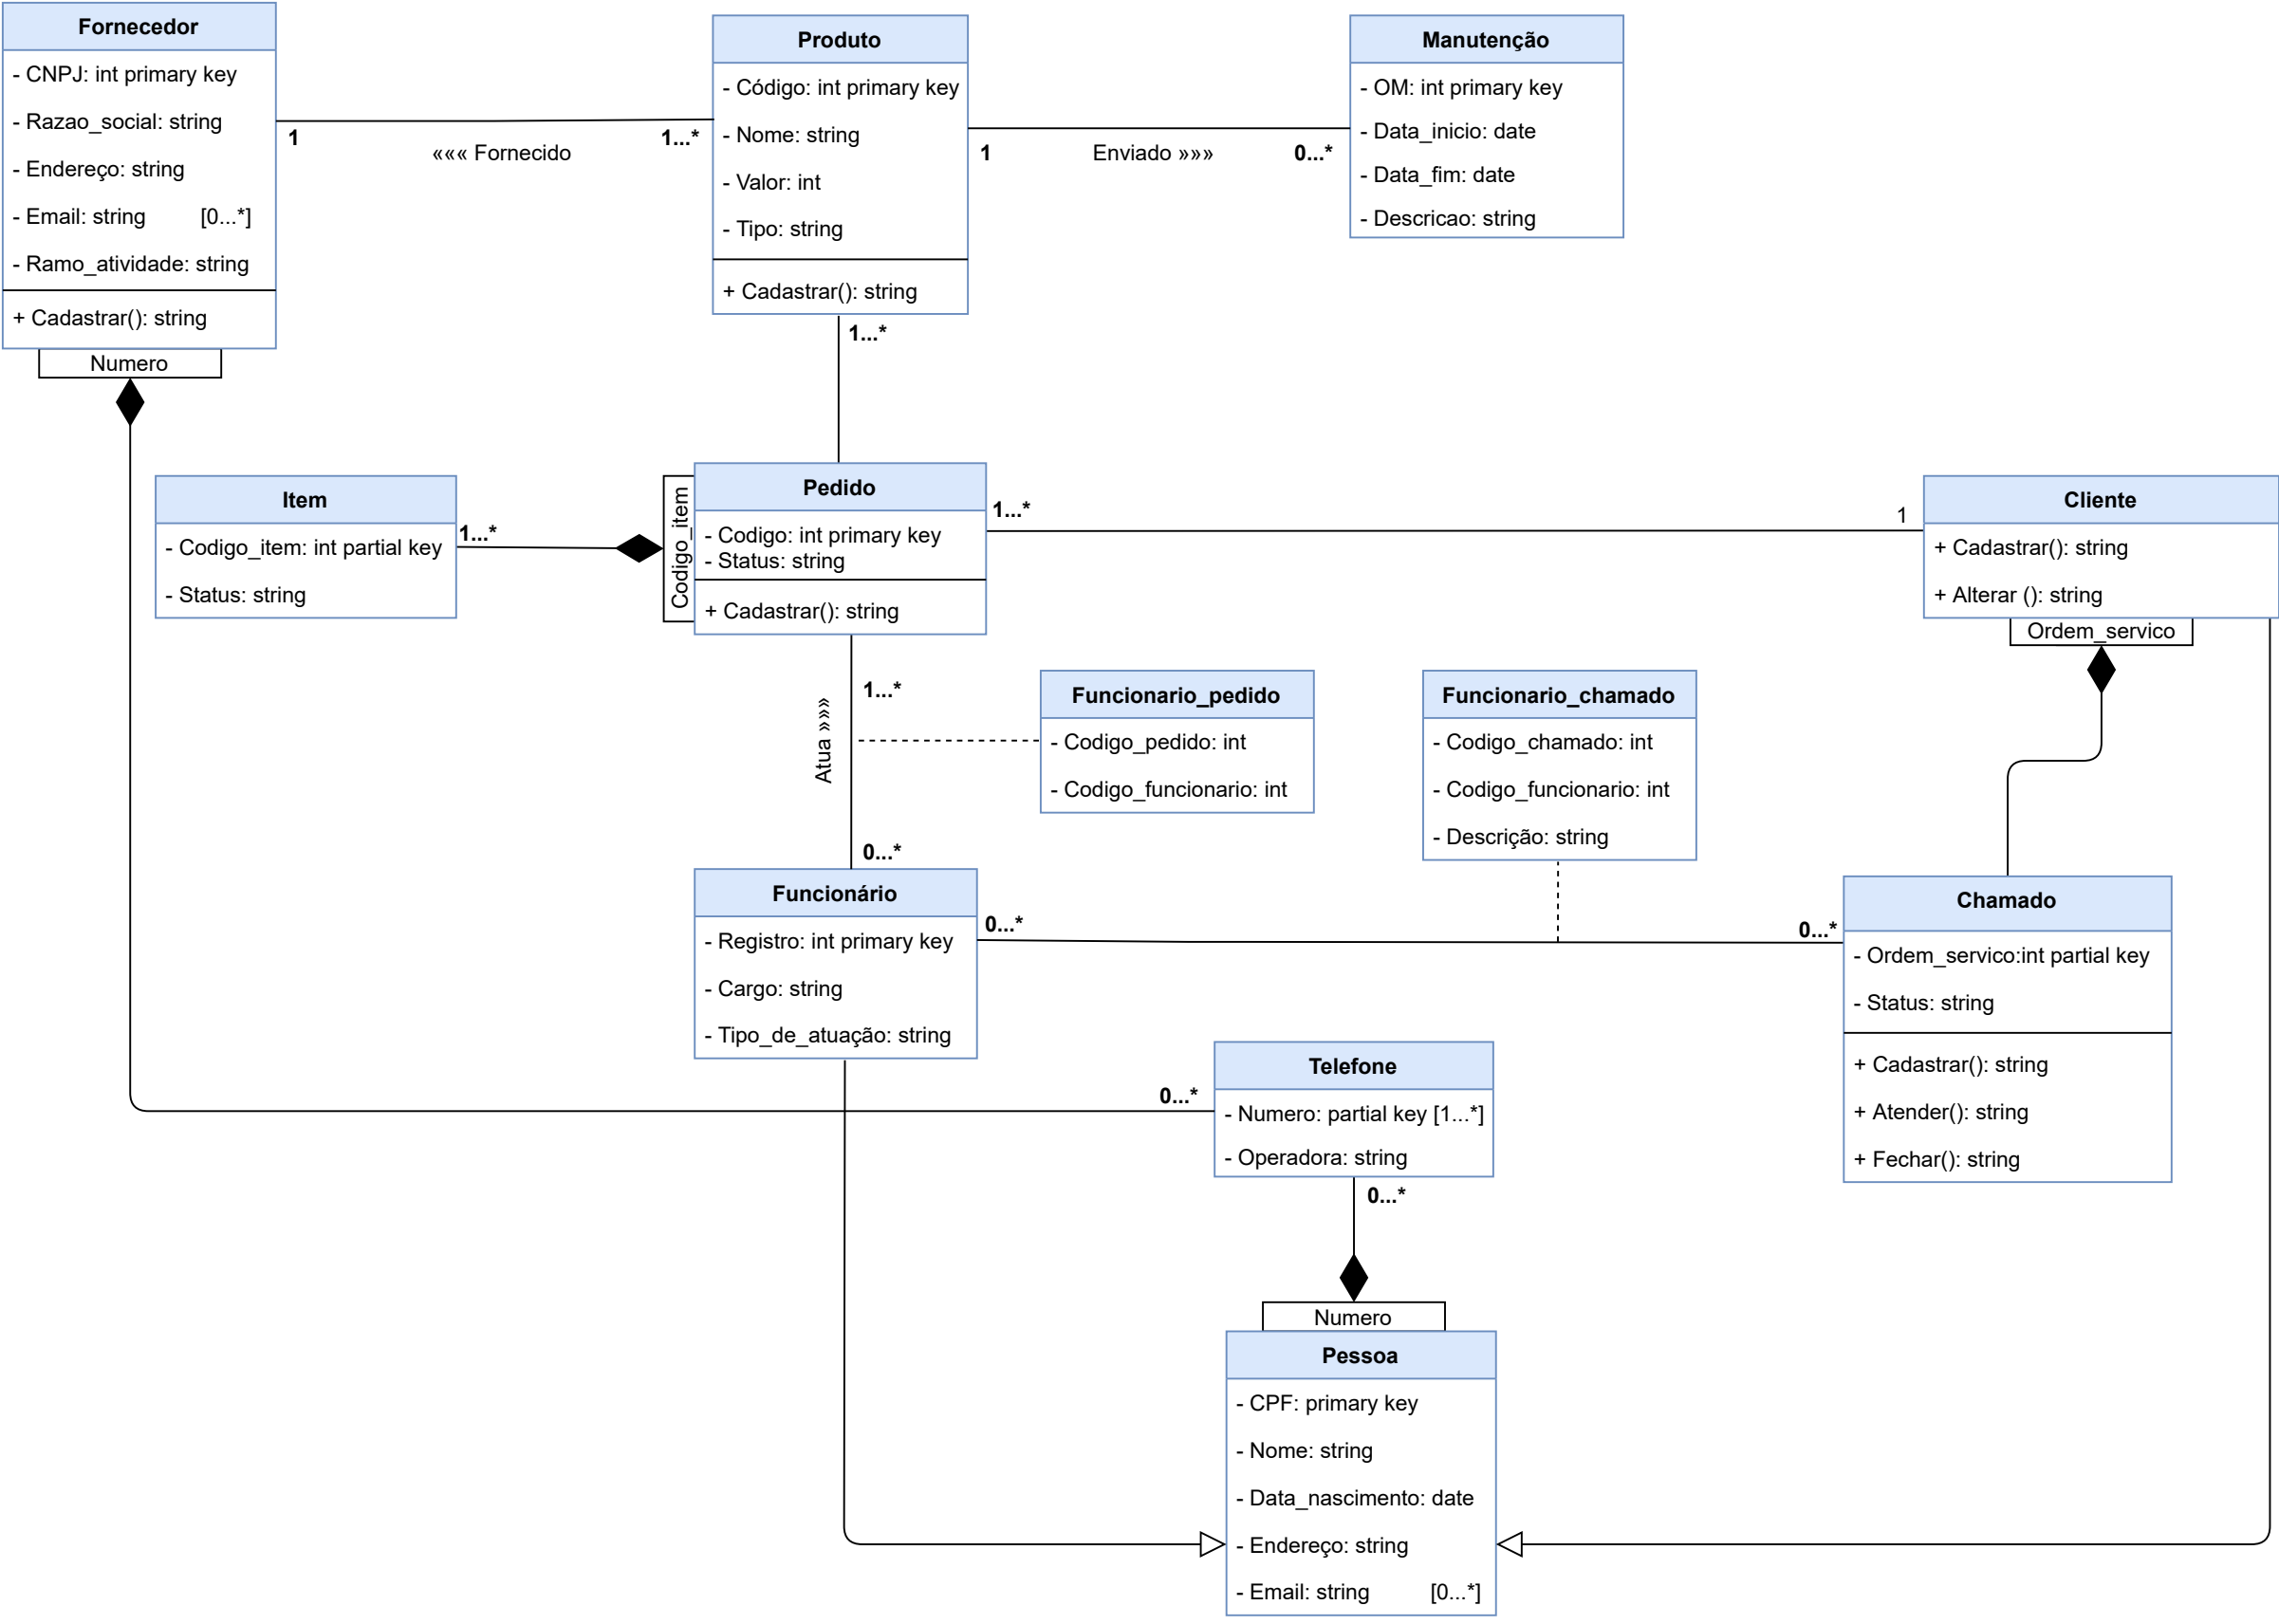 Fornecedor
- CNPJ: int primary key
- Razao_social: string
- Endereço: string
- Email: string [0...*]
- Ramo_atividade: string
+ Cadastrar(): string
Numero
1
««« Fornecido
1...*
Produto
- Código: int primary key
- Nome: string
- Valor: int
- Tipo: string
+ Cadastrar(): string
1
Enviado »»»
0...*
Manutenção
- OM: int primary key
- Data_inicio: date
- Data_fim: date
- Descricao: string
1...*
Item
- Codigo_item: int partial key
- Status: string
1...*
Codigo_item
Pedido
- Codigo: int primary key
- Status: string
+ Cadastrar(): string
1...*
1
Cliente
+ Cadastrar(): string
+ Alterar (): string
Ordem_servico
1...*
Atua »»»
0...*
Funcionario_pedido
- Codigo_pedido: int
- Codigo_funcionario: int
Funcionario_chamado
- Codigo_chamado: int
- Codigo_funcionario: int
- Descrição: string
Funcionário
- Registro: int primary key
- Cargo: string
- Tipo_de_atuação: string
0...*
0...*
Chamado
- Ordem_servico:int partial key
- Status: string
+ Cadastrar(): string
+ Atender(): string
+ Fechar(): string
0...*
Telefone
- Numero: partial key [1...*]
- Operadora: string
0...*
Numero
Pessoa
- CPF: primary key
- Nome: string
- Data_nascimento: date
- Endereço: string
- Email: string [0...*]